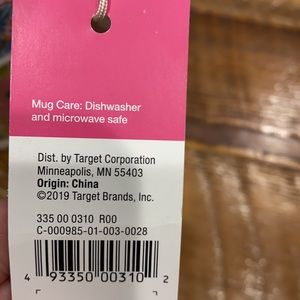 Mug Care: Dishwasher
and microwave safe
Dist. by Target Corporation
Minneapolis, MN 55403
Origin: China
©2019 Target Brands, Inc.
335 00 0310 R00
C-000985-01-003-0028
4 93350 00310 2